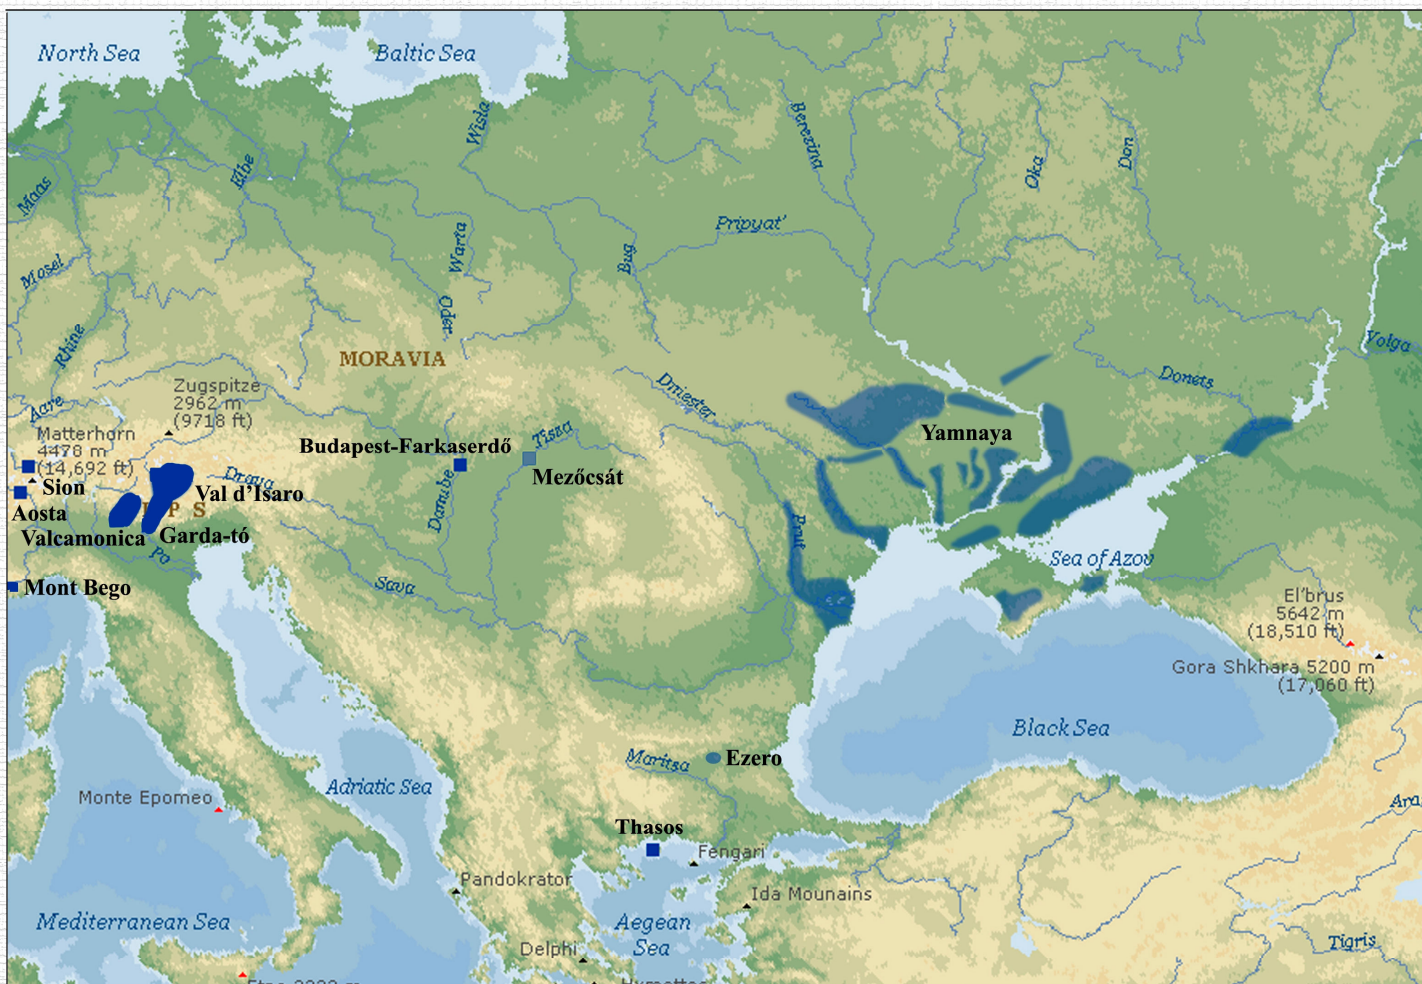 North Sea
Baltic Sea
Wisla
Berezina
Oka
Don
Elbe
Maas
Pripyat'
Warta
Bug
Mosel
Oder
Rhine
MORAVIA
Volga
Zugspitze
2962 m
(9718 ft)
Dniester
Donets
Aare
Matterhorn
4478 m
(14,692 ft)
Budapest-Farkaserdő
Tisza
Yamnaya
Mezőcsát
Sion
Drava
Val d'Isaro
Danube
Aosta
P S
Valcamonica
Garda-tó
Prut
Po
Sea of Azov
Mont Bego
Sava
El'brus
5642 m
(18,510 ft)
Gora Shkhara 5200 m
(17,060 ft)
Black Sea
Maritsa
Ezero
Adriatic Sea
Monte Epomeo
Ara
Thasos
Fengari
Pandokrator
Ida Mounains
Mediterranean Sea
Aegean
Sea
Delphi
Tigris